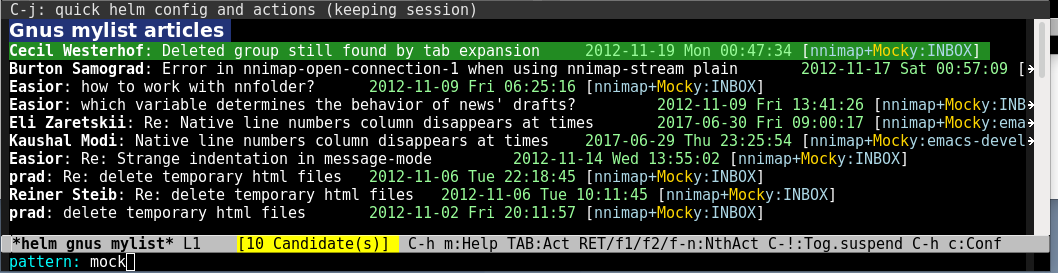 C-j: quick helm config and actions (keeping session)
Gnus mylist articles
Cecil Westerhof: Deleted group still found by tab expansion 2012-11-19 Mon 00:47:34 [nnimap+Mocky:INBOX]
Burton Samograd: Error in nnimap-open-connection-1 when using nnimap-stream plain 2012-11-17 Sat 00:57:09 [→
Easior: how to work with nnfolder? 2012-11-09 Fri 06:25:16 [nnimap+Mocky:INBOX]
Easior: which variable determines the behavior of news' drafts? 2012-11-09 Fri 13:41:26 [nnimap+Mocky:INB→
Eli Zaretskii: Re: Native line numbers column disappears at times 2017-06-30 Fri 09:00:17 [nnimap+Mocky:ema→
Kaushal Modi: Native line numbers column disappears at times 2017-06-29 Thu 23:25:54 [nnimap+Mocky:emacs-devel→
Easior: Re: Strange indentation in message-mode 2012-11-14 Wed 13:55:02 [nnimap+Mocky:INBOX]
prad: Re: delete temporary html files 2012-11-06 Tue 22:18:45 [nnimap+Mocky:INBOX]
Reiner Steib: Re: delete temporary html files 2012-11-06 Tue 10:11:45 [nnimap+Mocky:INBOX]
prad: delete temporary html files 2012-11-02 Fri 20:11:57 [nnimap+Mocky:INBOX]
*helm gnus mylist* L1 [10 Candidate(s)] C-h m:Help TAB:Act RET/f1/f2/f-n:NthAct C-!:Tog.suspend C-h c:Conf
pattern: mock